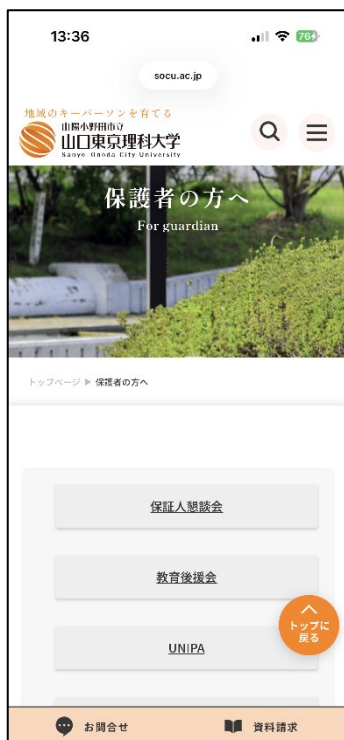 13:36
76
socu.ac.jp
地域のキーパーソンを育てる
山陽小野田市立
山口東京理科大学
Sanyo-Onoda City University
保護者の方へ
For guardian
トップページ ▶ 保護者の方へ
保証人懇談会
教育後援会
トップに
戻る
UNIPA
お問合せ
資料請求